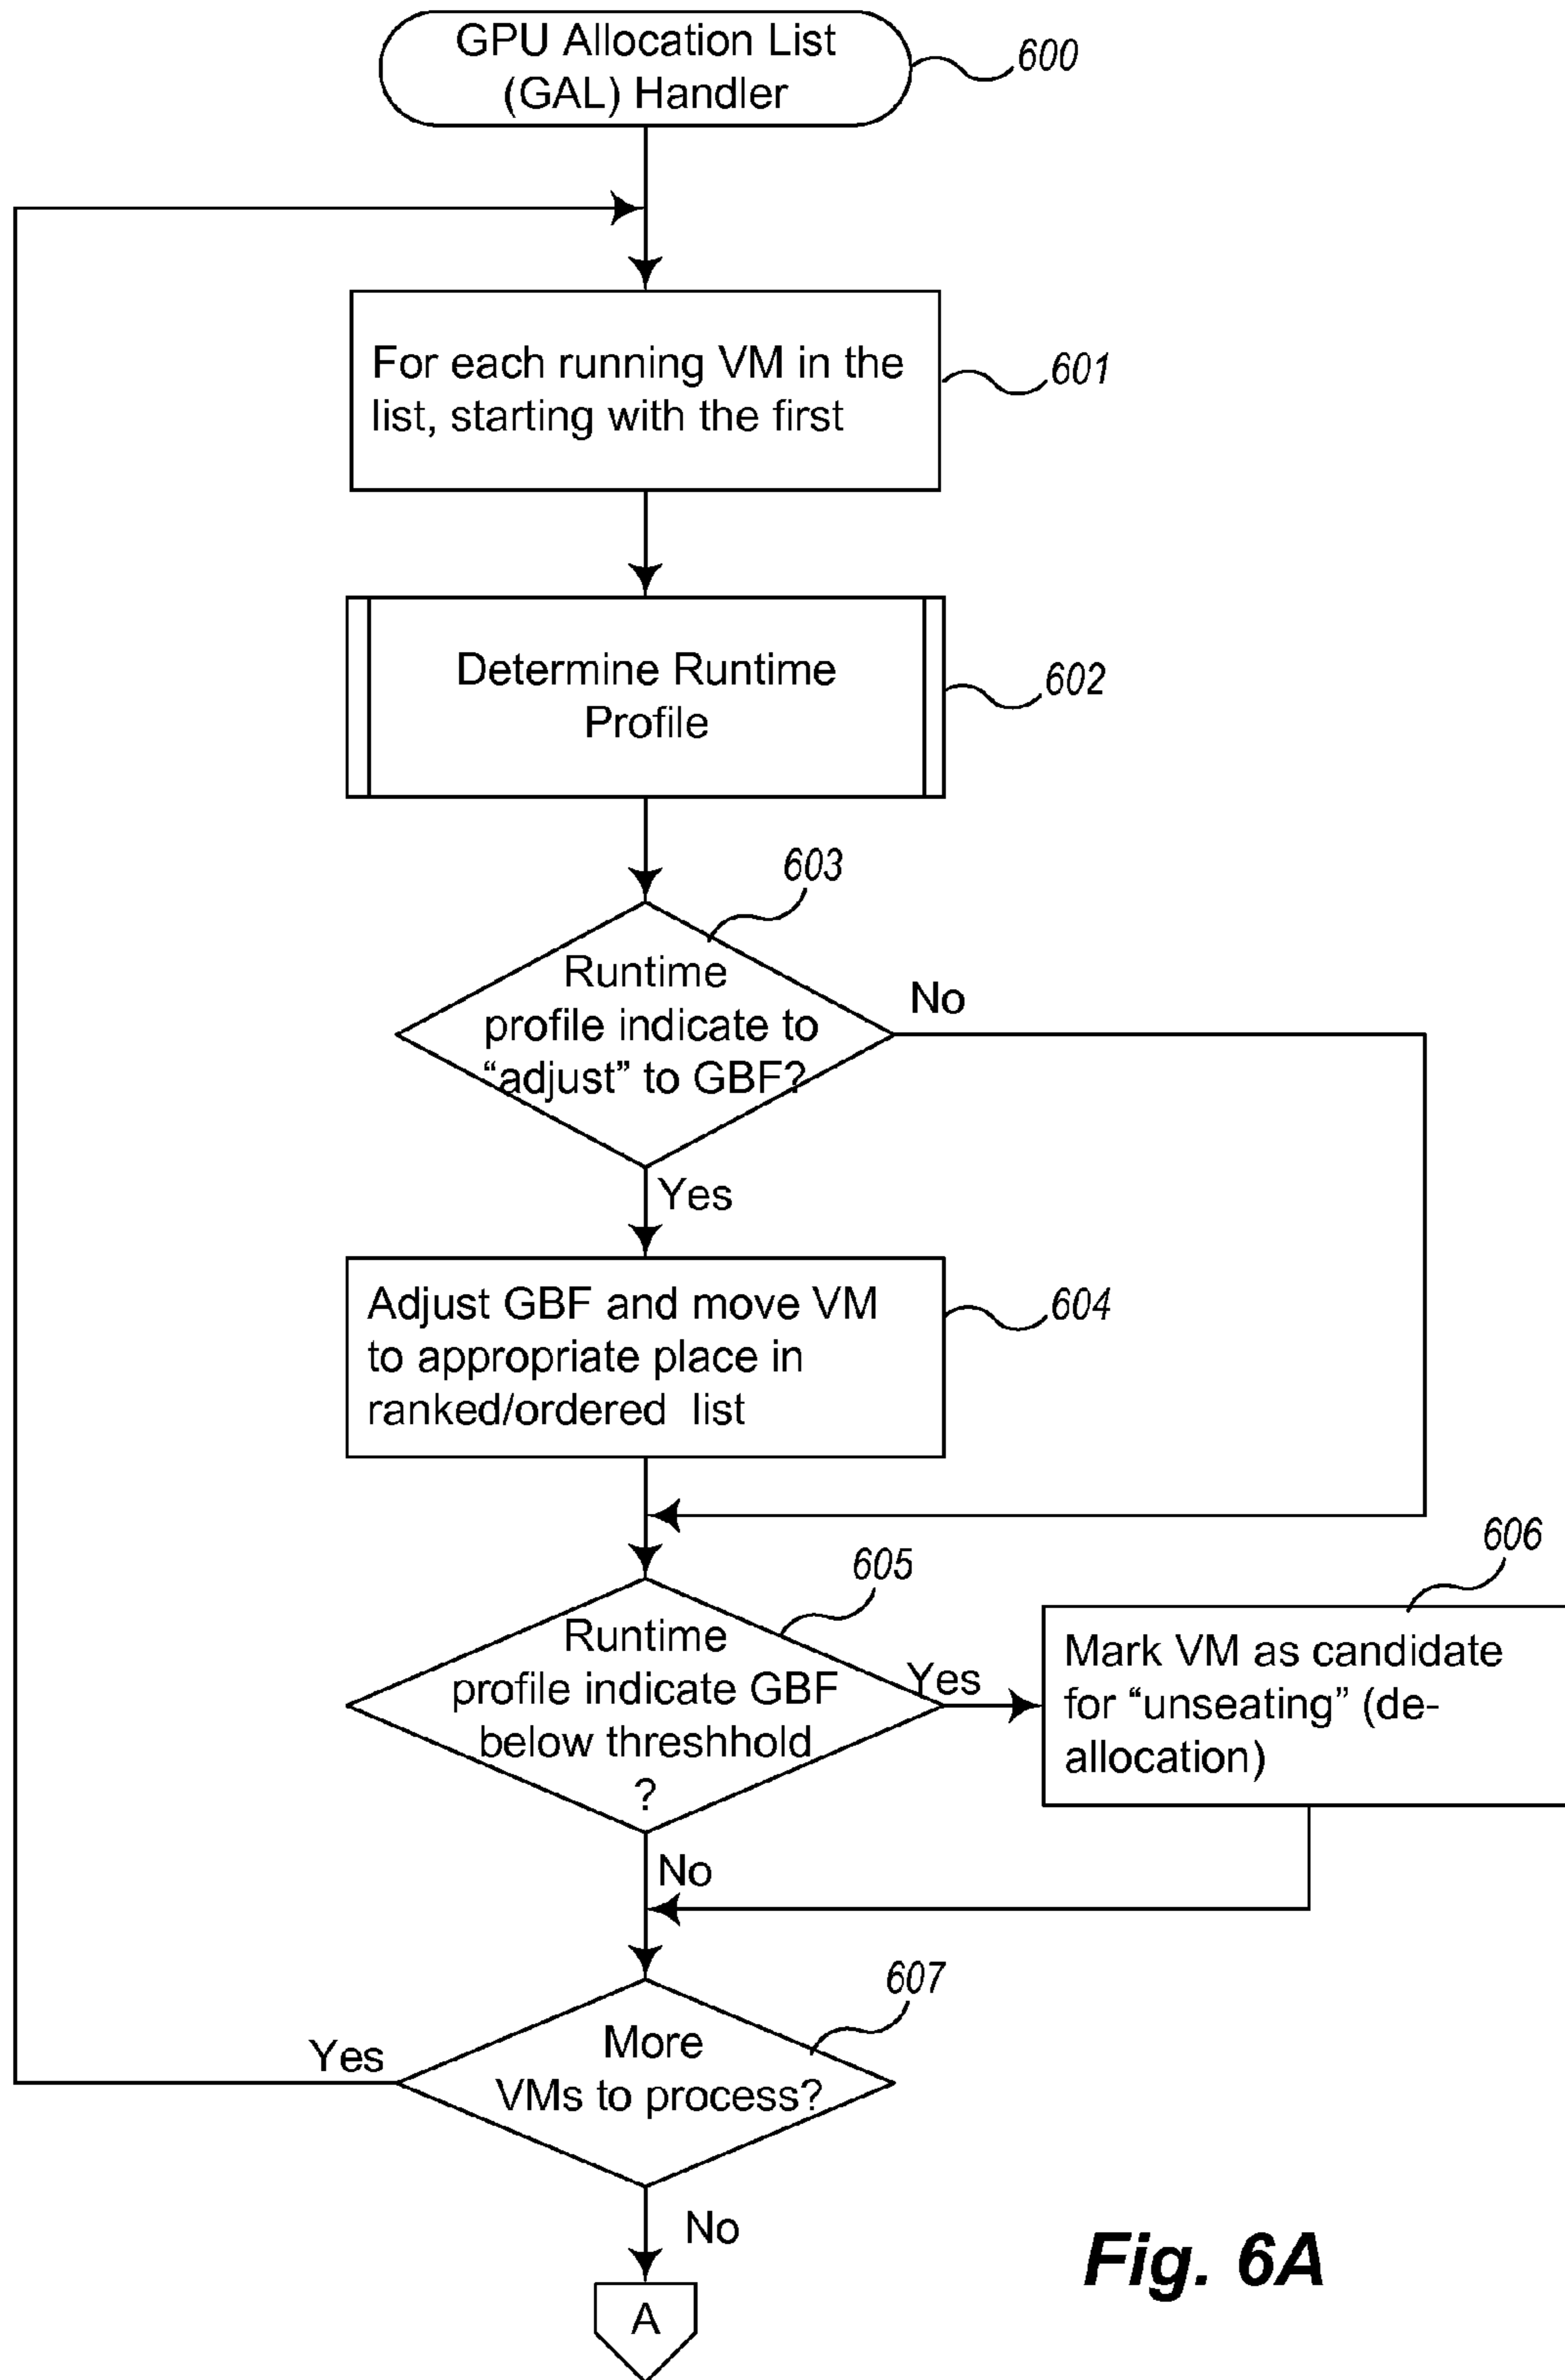 GPU Allocation List
(GAL) Handler
600
For each running VM in the
list, starting with the first
601
Determine Runtime
Profile
602
603
Runtime
profile indicate to
“adjust” to GBF?
No
Yes
Adjust GBF and move VM
to appropriate place in
ranked/ordered list
604
605
606
Runtime
profile indicate GBF
below threshhold
?
Yes
Mark VM as candidate
for “unseating” (de-
allocation)
No
607
More
VMs to process?
Yes
No
A
Fig. 6A